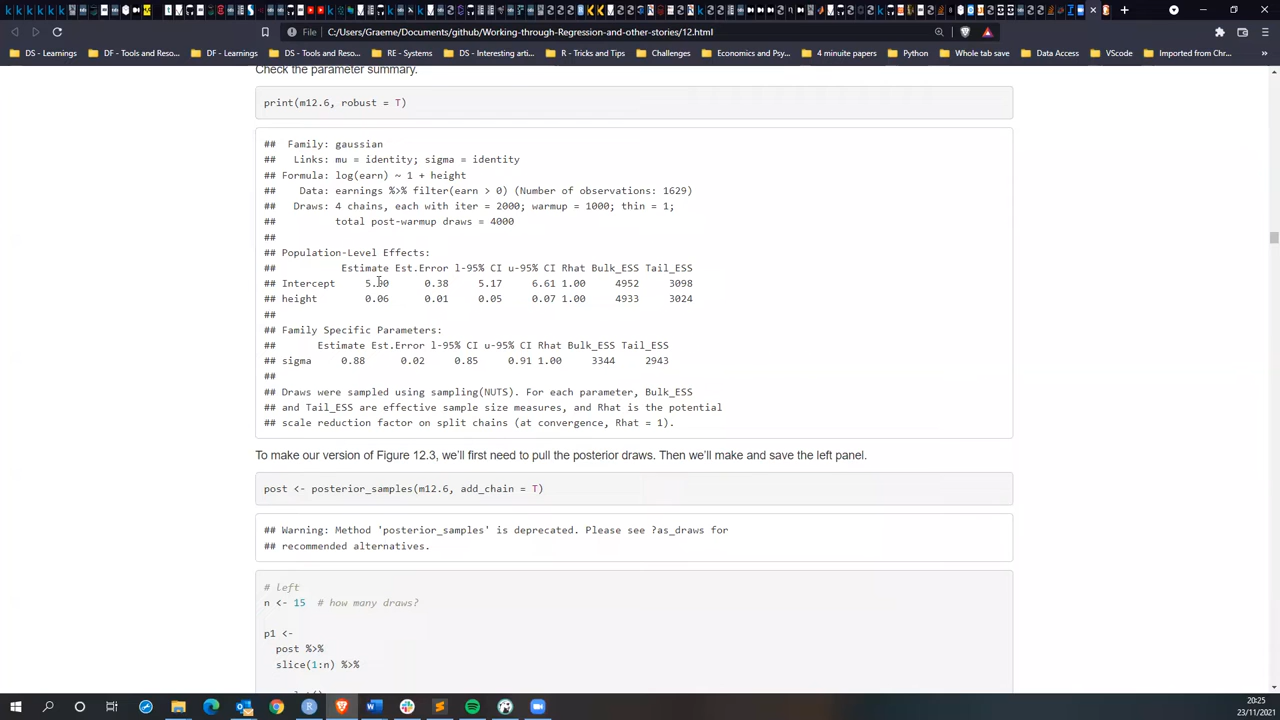 File
C:/Users/Graeme/Documents/github/Working-through-Regression-and-other-stories/12.html
DS - Learnings
DF - Tools and Reso...
DF - Learnings
DS - Tools and Reso...
RE - Systems
DS - Interesting arti...
R - Tricks and Tips
Challenges
Economics and Psy...
4 minuite papers
Python
Whole tab save
Data Access
VScode
Imported from Chr...
Check the parameter summary.
print(m12.6, robust = T)
## Family: gaussian
## Links: mu = identity; sigma = identity
## Formula: log(earn) ~ 1 + height
## Data: earnings %>% filter(earn > 0) (Number of observations: 1629)
## Draws: 4 chains, each with iter = 2000; warmup = 1000; thin = 1;
## total post-warmup draws = 4000
##
## Population-Level Effects:
## Estimate Est.Error l-95% CI u-95% CI Rhat Bulk_ESS Tail_ESS
## Intercept 0.38 5.17 6.61 1.00 4952 3098
## height 0.06 0.01 0.05 0.07 1.00 4933 3024
##
## Family Specific Parameters:
## Estimate Est.Error l-95% CI u-95% CI Rhat Bulk_ESS Tail_ESS
## sigma 0.88 0.02 0.85 0.91 1.00 3344 2943
##
## Draws were sampled using sampling(NUTS). For each parameter, Bulk_ESS
## and Tail_ESS are effective sample size measures, and Rhat is the potential
## scale reduction factor on split chains (at convergence, Rhat = 1).
To make our version of Figure 12.3, we'll first need to pull the posterior draws. Then we'll make and save the left panel.
post <- posterior_samples(m12.6, add_chain = T)
## Warning: Method 'posterior_samples' is deprecated. Please see ?as_draws for
## recommended alternatives.
# left
n <- 15 # how many draws?
p1 <-
post %>%
slice(1:n) %>%
20:25
23/11/2021